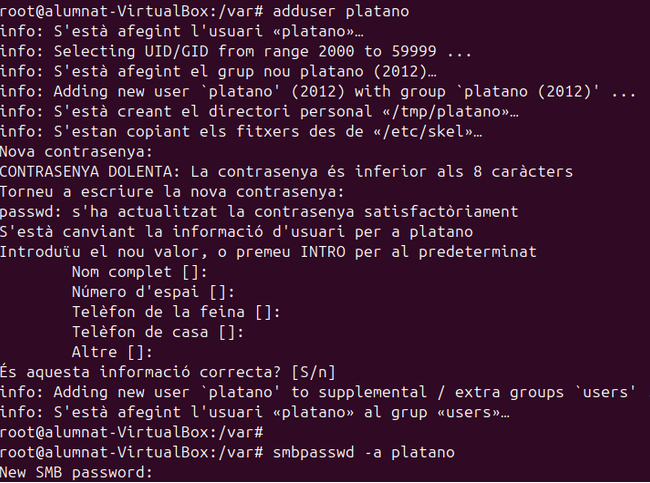 root@alumnat-VirtualBox:/var# adduser platano
info: S'està afegint l'usuari «platano»…
info: Selecting UID/GID from range 2000 to 59999 ...
info: S'està afegint el grup nou platano (2012)…
info: Adding new user `platano' (2012) with group `platano (2012)' ...
info: S'està creant el directori personal «/tmp/platano»…
info: S'estan copiant els fitxers des de «/etc/skel»…
Nova contrasenya:
CONTRASENYA DOLENTA: La contrasenya és inferior als 8 caràcters
Torneu a escriure la nova contrasenya:
passwd: s'ha actualitzat la contrasenya satisfactòriament
S'està canviant la informació d'usuari per a platano
Introduïu el nou valor, o premeu INTRO per al predeterminat
Nom complet []:
Número d'espai []:
Telèfon de la feina []:
Telèfon de casa []:
Altre []:
És aquesta informació correcta? [S/n]
info: Adding new user `platano' to supplemental / extra groups `users'
info: S'està afegint l'usuari «platano» al grup «users»…
root@alumnat-VirtualBox:/var#
root@alumnat-VirtualBox:/var# smbpasswd -a platano
New SMB password: